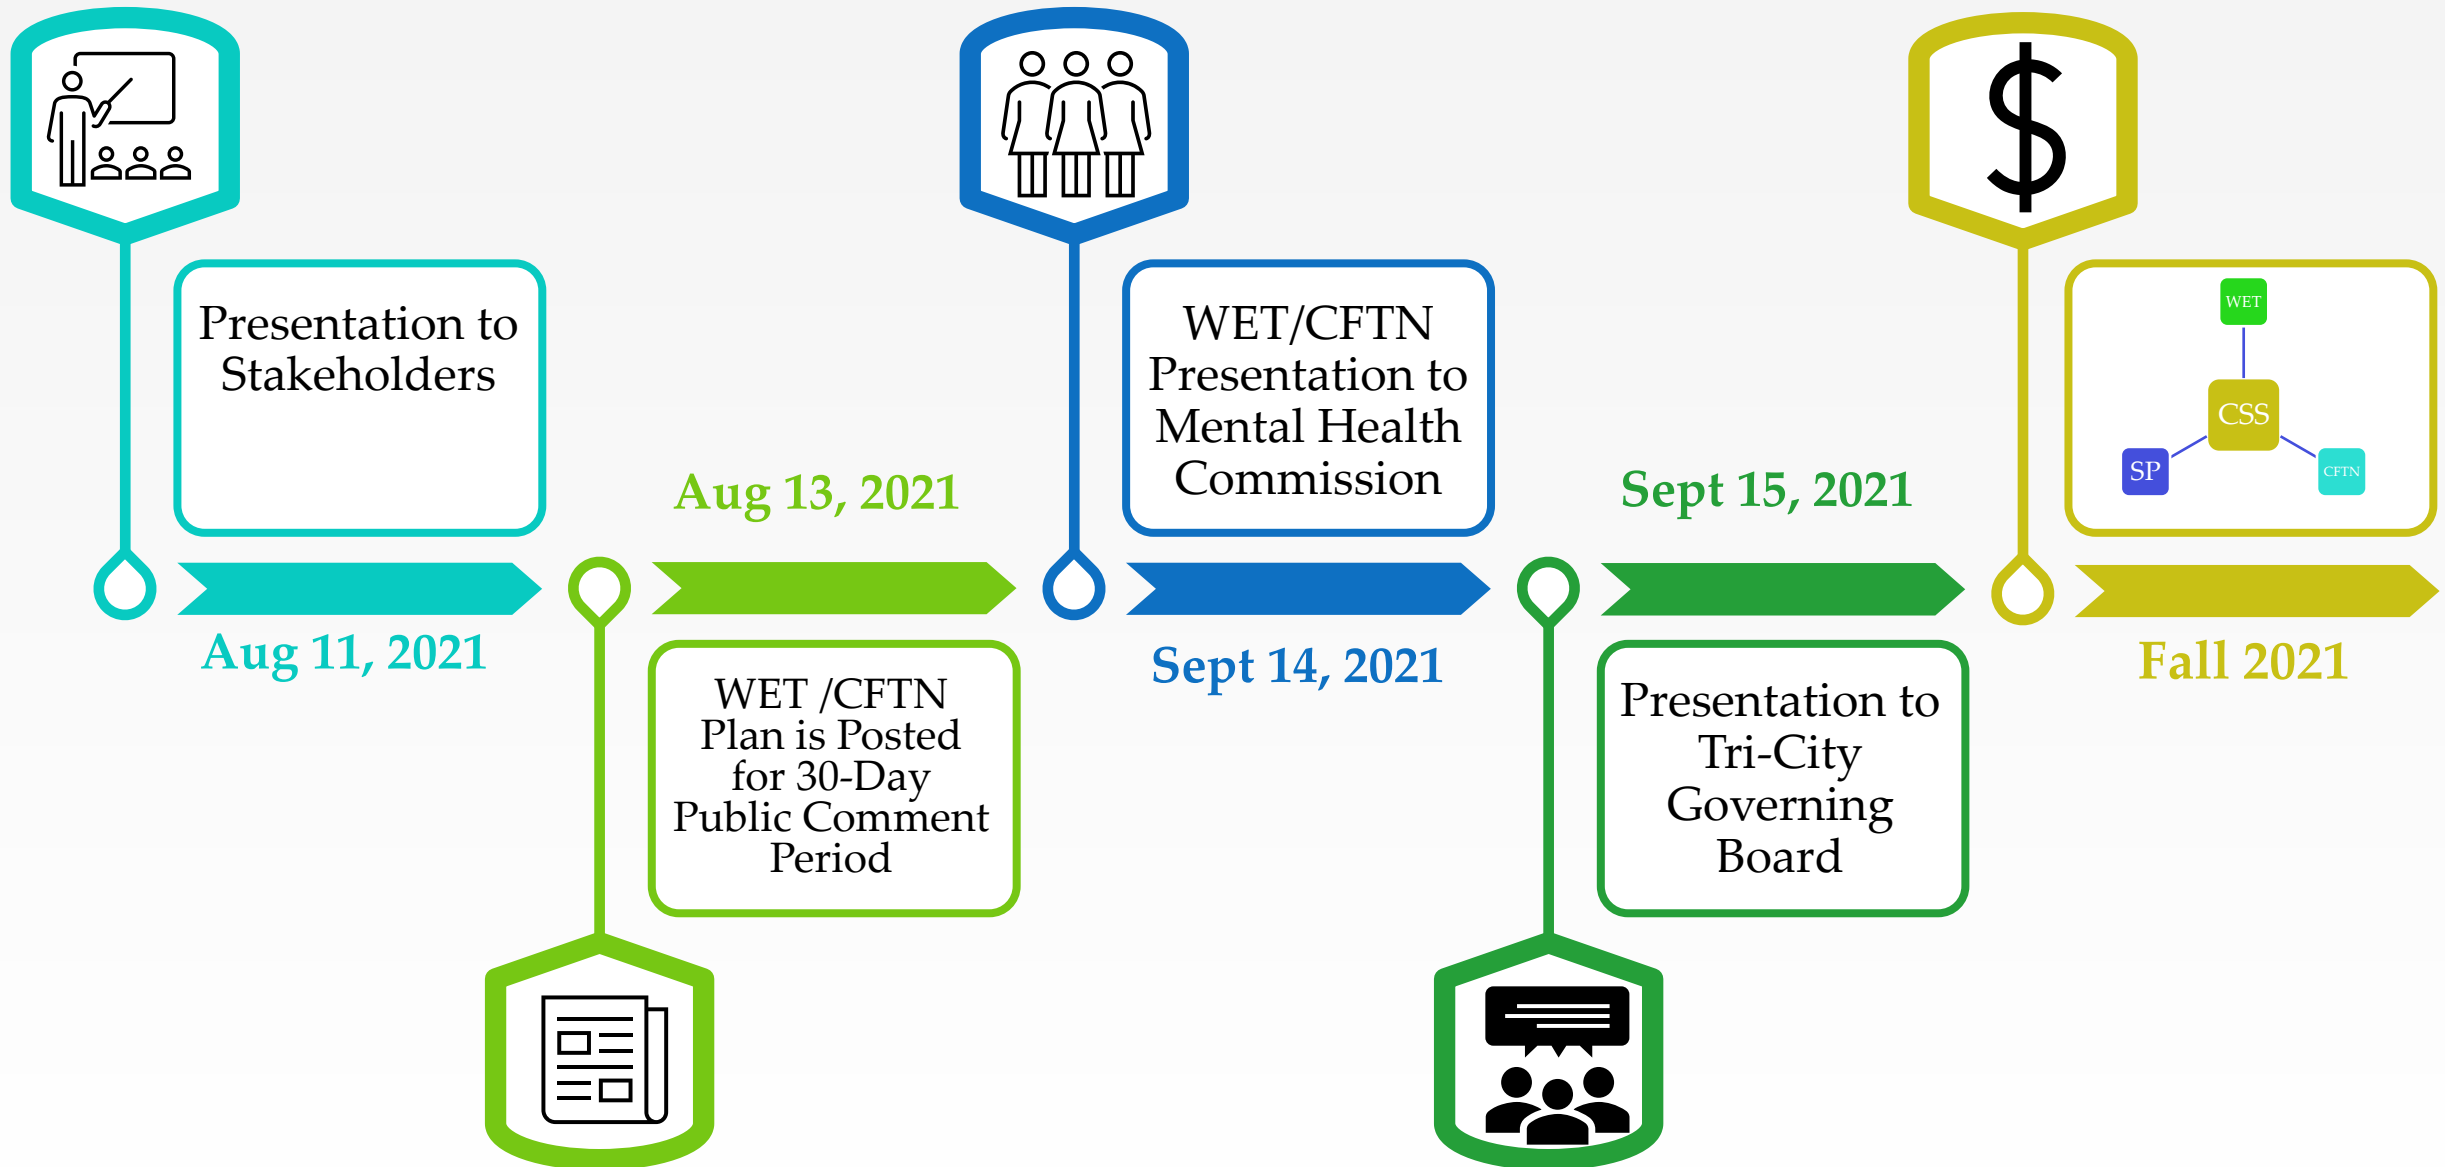 Presentation to
Stakeholders
Aug 11, 2021
Aug 13, 2021
WET /CFTN
Plan is Posted
for 30-Day
Public Comment
Period
WET/CFTN
Presentation to
Mental Health
Commission
Sept 14, 2021
Sept 15, 2021
Presentation to
Tri-City
Governing
Board
WET
CSS
SP
CFTN
Fall 2021